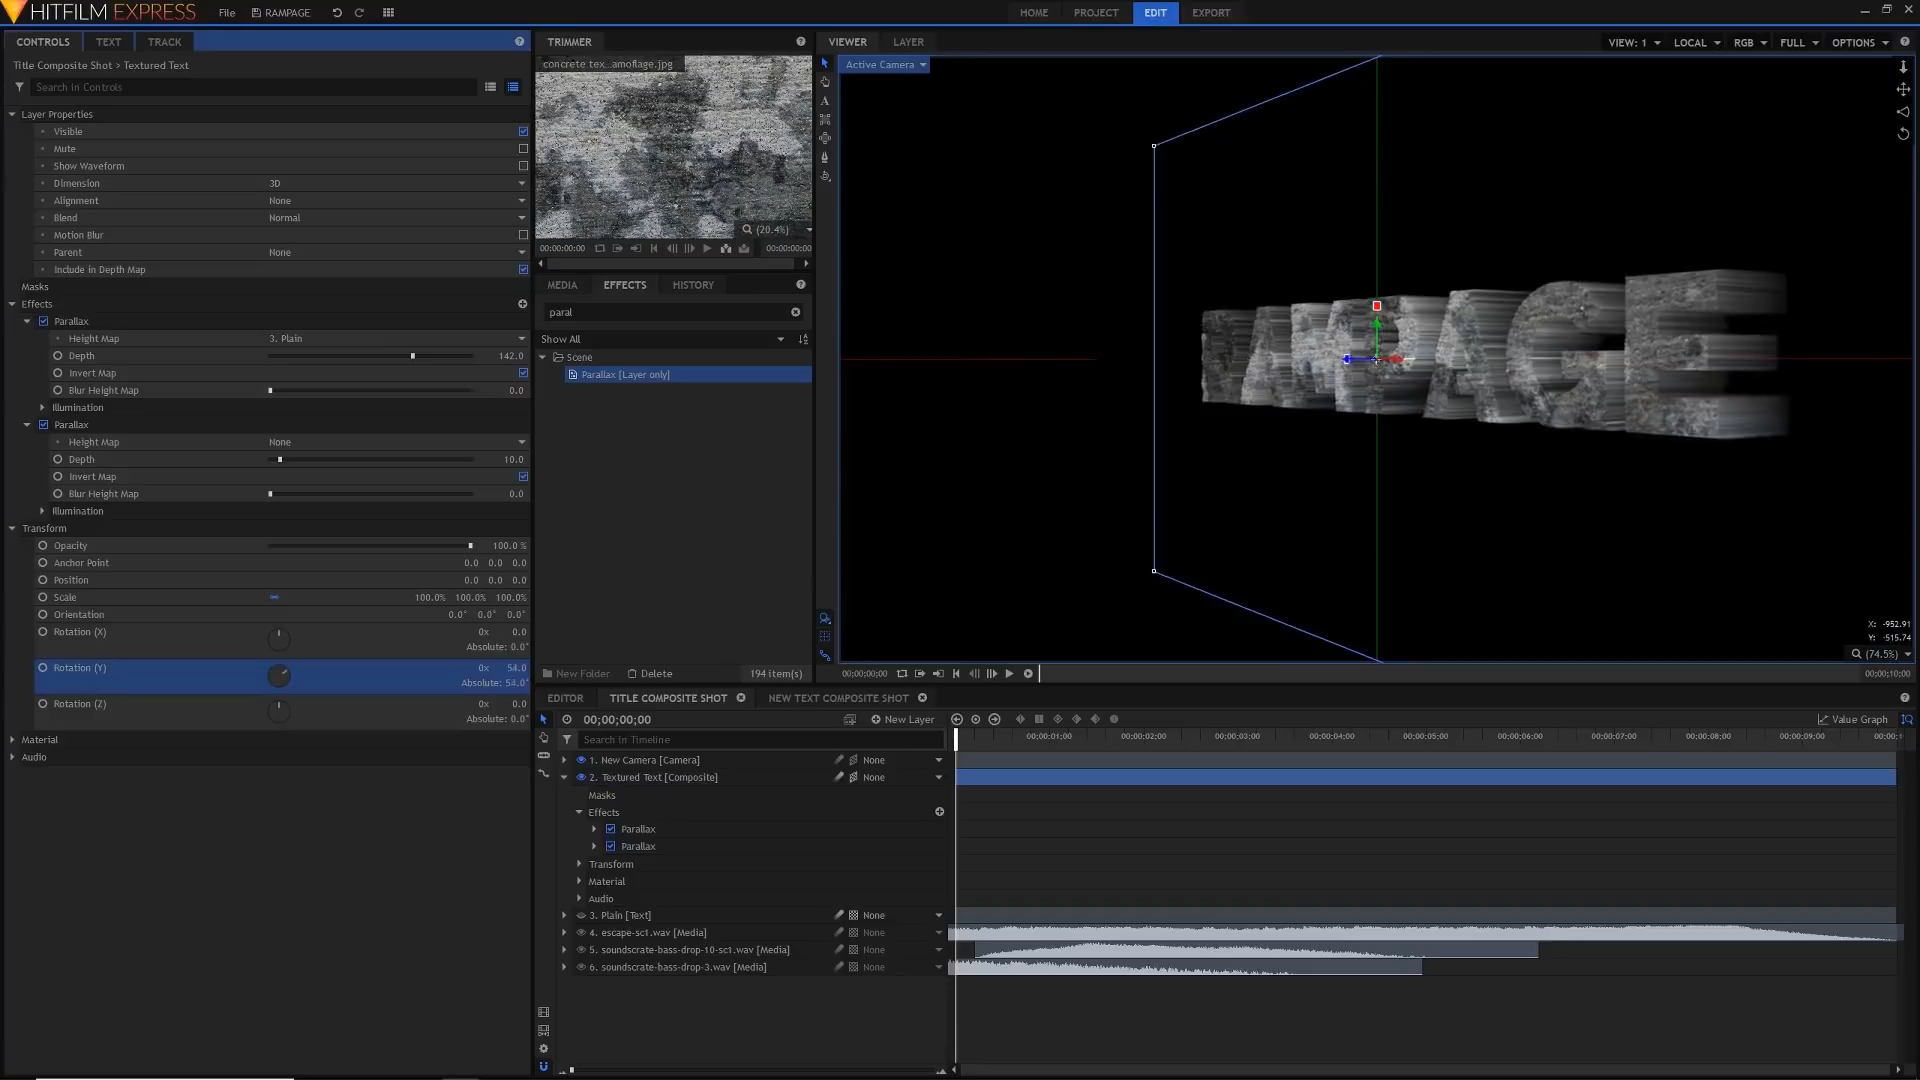 HITFILM EXPRESS
File
RAMPAGE
HOME
PROJECT
EDIT
EXPORT
CONTROLS
TEXT
TRACK
Title Composite Shot > Textured Text
Search in Controls
Layer Properties
Visible
Mute
Show Waveform
Dimension 3D
Alignment None
Blend Normal
Motion Blur
Parent None
Include in Depth Map
Masks
Effects
Parallax
Height Map 3. Plain
Depth 142.0
Invert Map
Blur Height Map 0.0
Illumination
Parallax
Height Map None
Depth 10.0
Invert Map
Blur Height Map 0.0
Illumination
Transform
Opacity 100.0 %
Anchor Point 0.0 0.0 0.0
Position 0.0 0.0 0.0
Scale 100.0% 100.0% 100.0%
Orientation 0.0° 0.0° 0.0°
Rotation (X) 0x 0.0
Absolute: 0.0°
Rotation (Y) 0x 54.0
Absolute: 54.0°
Rotation (Z) 0x 0.0
Absolute: 0.0°
Material
Audio
TRIMMER
concrete tex...amoflage.jpg
(20.4%)
00:00:00:00
00:00:00:00
MEDIA
EFFECTS
HISTORY
paral
Show All
Scene
Parallax [Layer only]
New Folder
Delete
194 item(s)
VIEWER
LAYER
VIEW: 1
LOCAL
RGB
FULL
OPTIONS
Active Camera
RAMPAGE
X: -952.91
Y: -515.74
(74.5%)
00;00;00;00
00;00;10;00
EDITOR
TITLE COMPOSITE SHOT
NEW TEXT COMPOSITE SHOT
00;00;00;00
New Layer
Value Graph
Search in Timeline
00;00;01;00
00;00;02;00
00;00;03;00
00;00;04;00
00;00;05;00
00;00;06;00
00;00;07;00
00;00;08;00
00;00;09;00
00;00;1
1. New Camera [Camera] None
2. Textured Text [Composite] None
Masks
Effects
Parallax
Parallax
Transform
Material
Audio
3. Plain [Text] None
4. escape-sc1.wav [Media] None
5. soundscrate-bass-drop-10-sc1.wav [Media] None
6. soundscrate-bass-drop-3.wav [Media] None